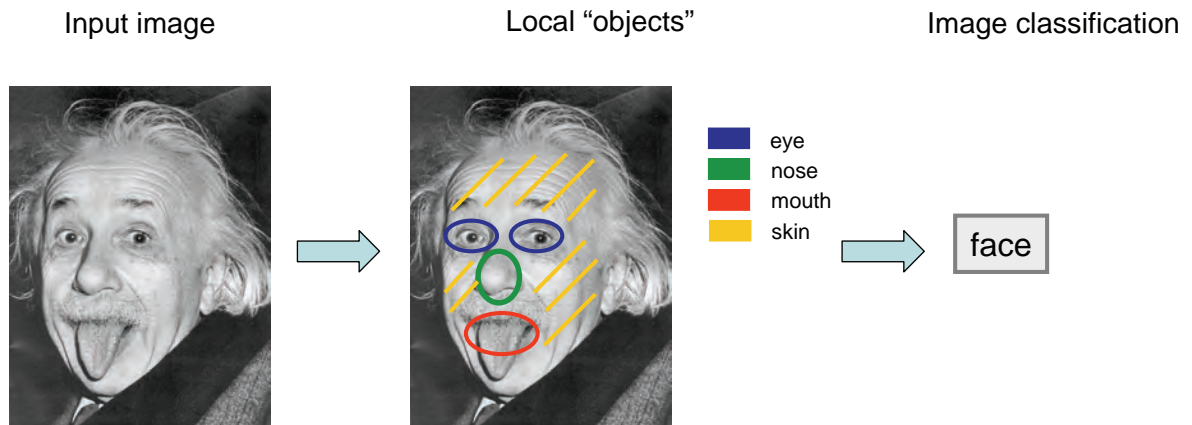 Input image
Local “objects”
Image classification
eye
nose
mouth
skin
face